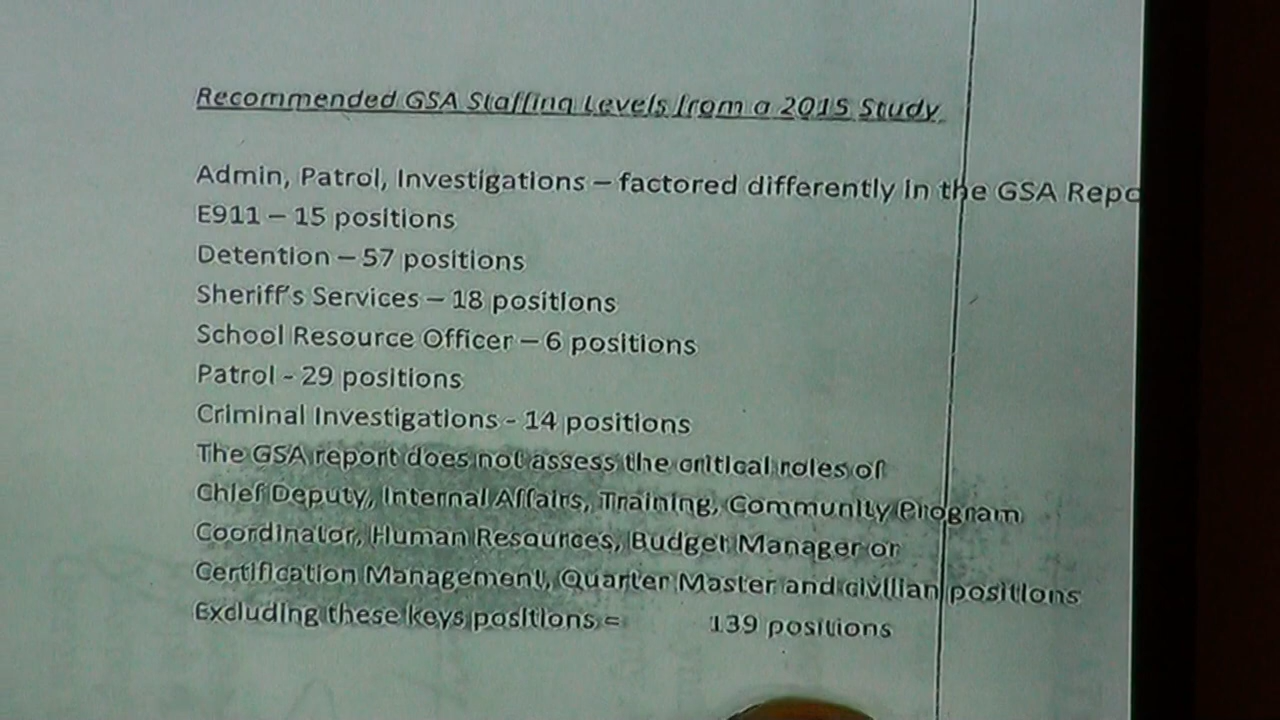 Recommended GSA Staffing Levels from a 2015 Study
Admin, Patrol, Investigations – factored differently in the GSA Repo
E911 – 15 positions
Detention – 57 positions
Sheriff's Services – 18 positions
School Resource Officer – 6 positions
Patrol - 29 positions
Criminal Investigations - 14 positions
The GSA report does not assess the critical roles of
Chief Deputy, Internal Affairs, Training, Community Program
Coordinator, Human Resources, Budget Manager or
Certification Management, Quarter Master and civilian positions
Excluding these keys positions = 139 positions